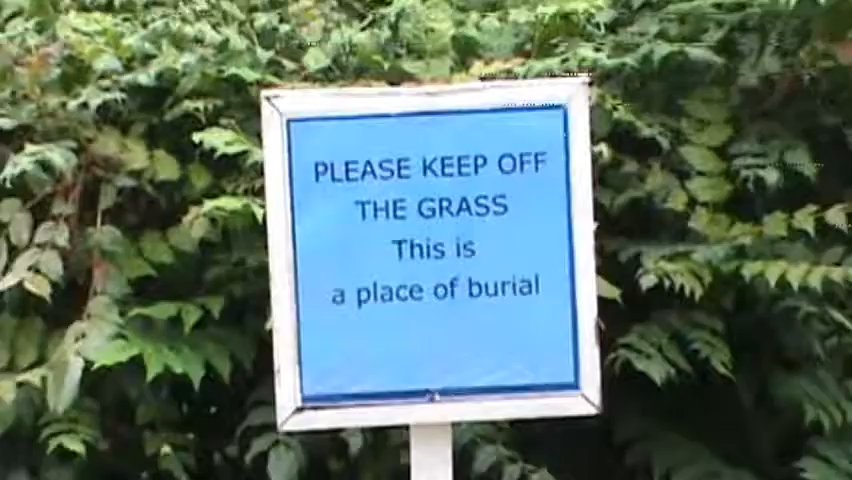 PLEASE KEEP OFF
THE GRASS
This is
a place of burial